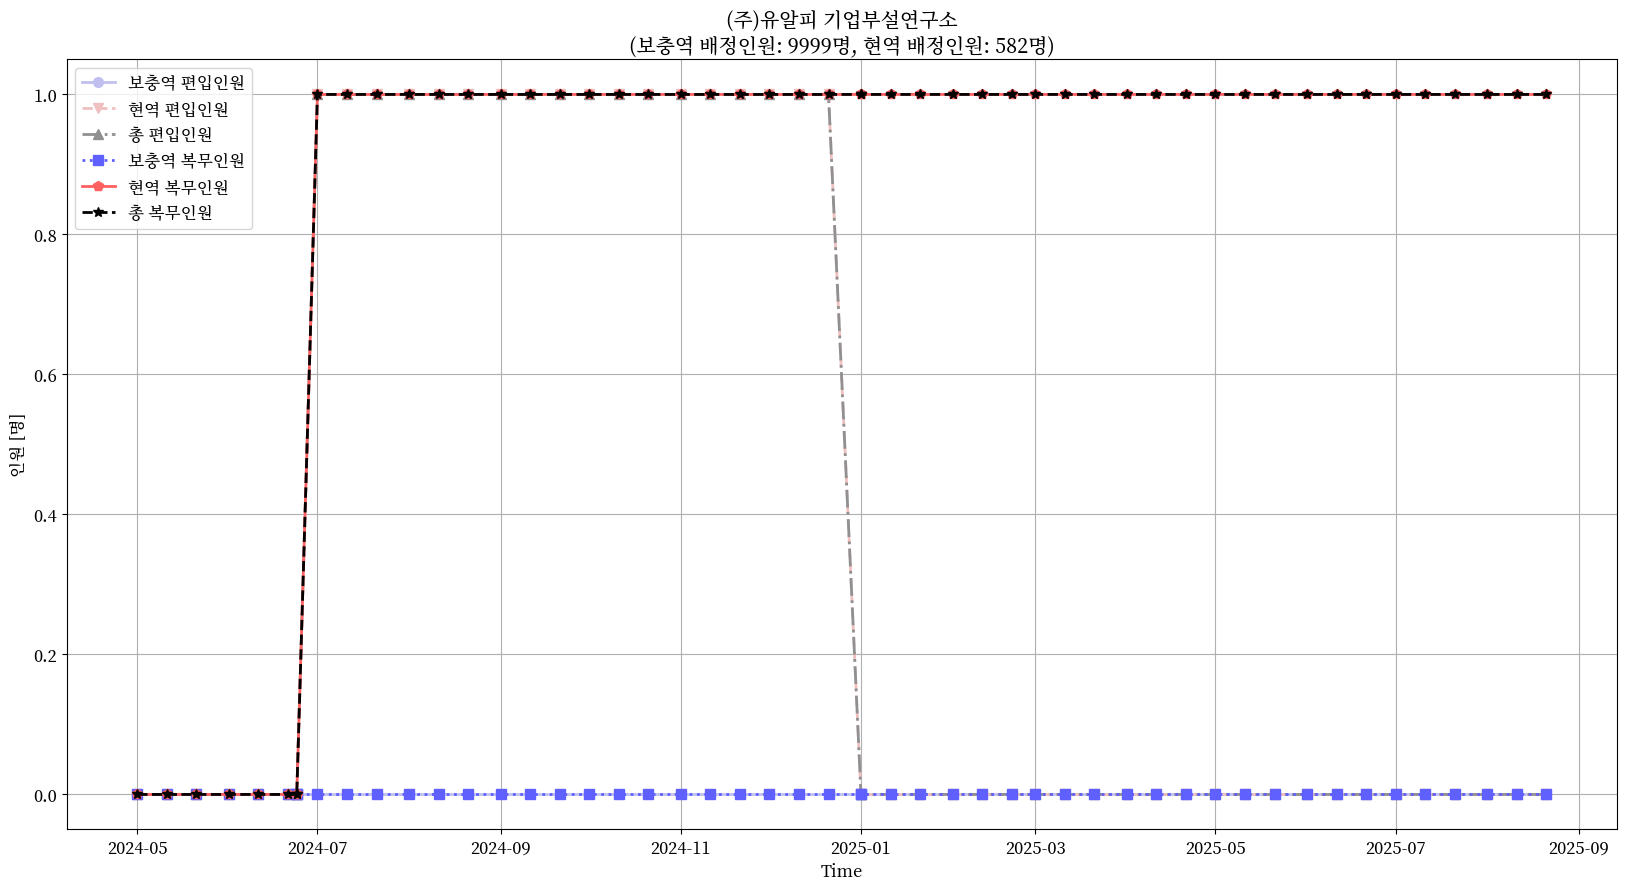 (주)유알피 기업부설연구소
(보충역 배정인원: 9999명, 현역 배정인원: 582명)
보충역 편입인원
현역 편입인원
총 편입인원
보충역 복무인원
현역 복무인원
총 복무인원
1.0
0.8
0.6
0.4
0.2
0.0
인원 [명]
2024-05 2024-07 2024-09 2024-11 2025-01 2025-03 2025-05 2025-07 2025-09
Time